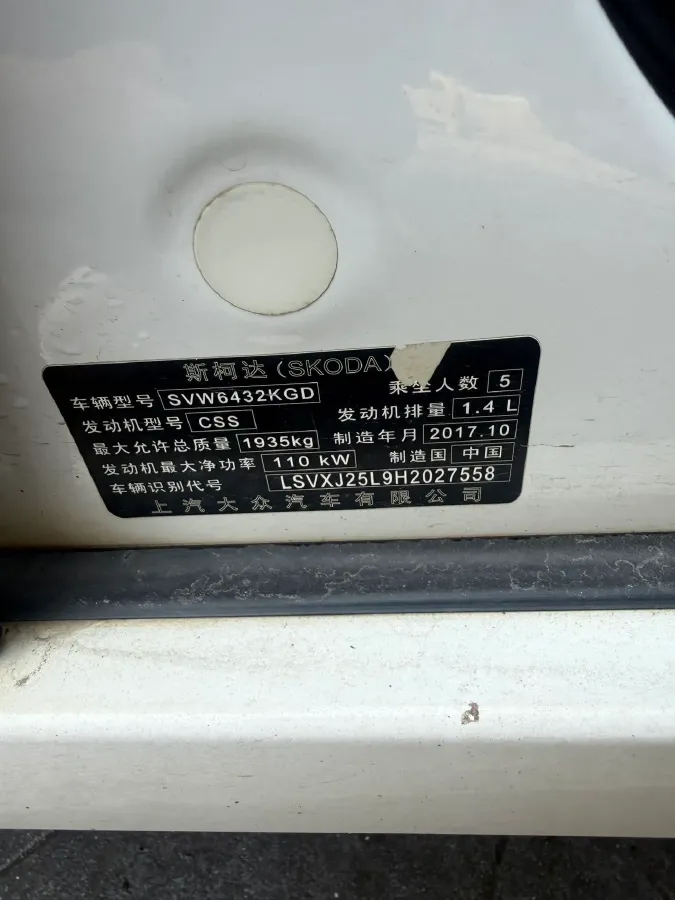 斯柯达(SKODA)
车辆型号 SVW6432KGD 乘坐人数 5
发动机型号 CSS 发动机排量 1.4 L
最大允许总质量 1935kg 制造年月 2017.10
发动机最大净功率 110 kW 制造国 中国
车辆识别代号 LSVXJ25L9H2027558
上汽大众汽车有限公司